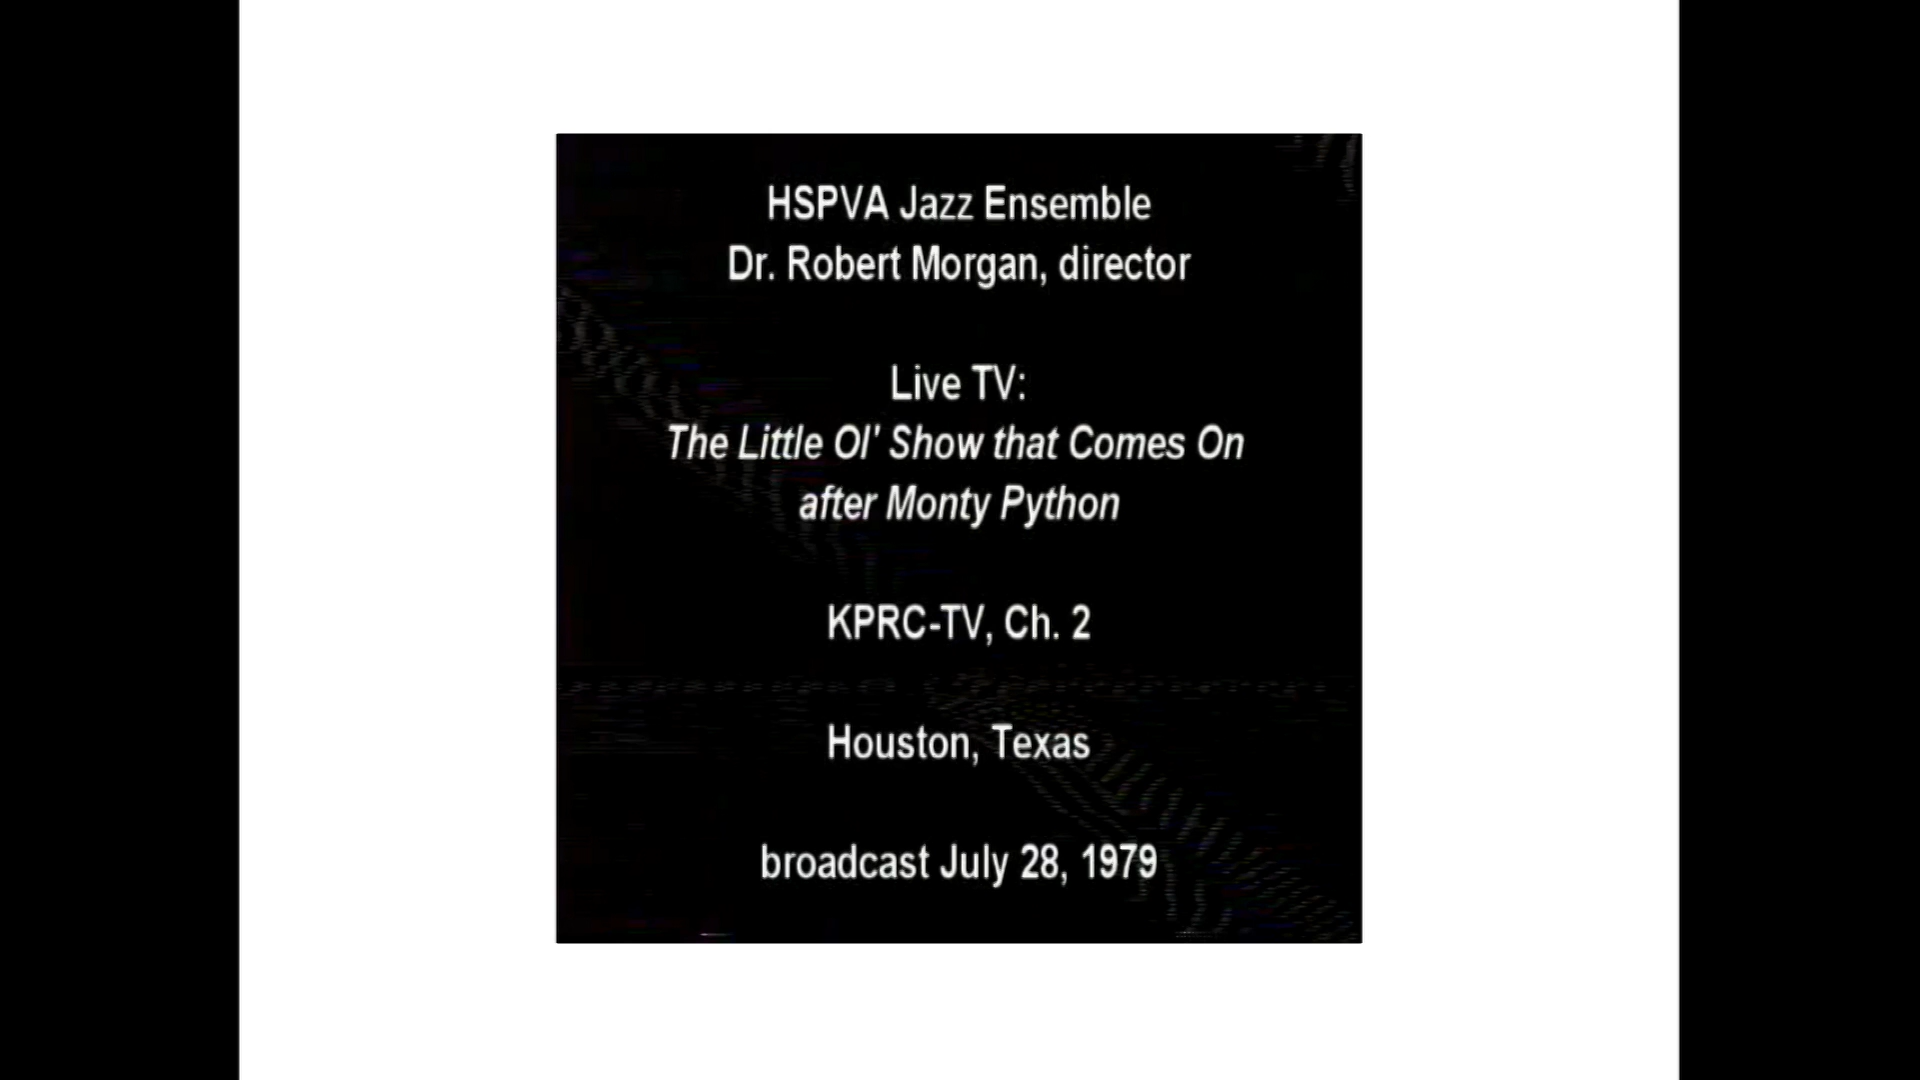 HSPVA Jazz Ensemble
Dr. Robert Morgan, director
Live TV:
The Little Ol' Show that Comes On
after Monty Python
KPRC-TV, Ch. 2
Houston, Texas
broadcast July 28, 1979